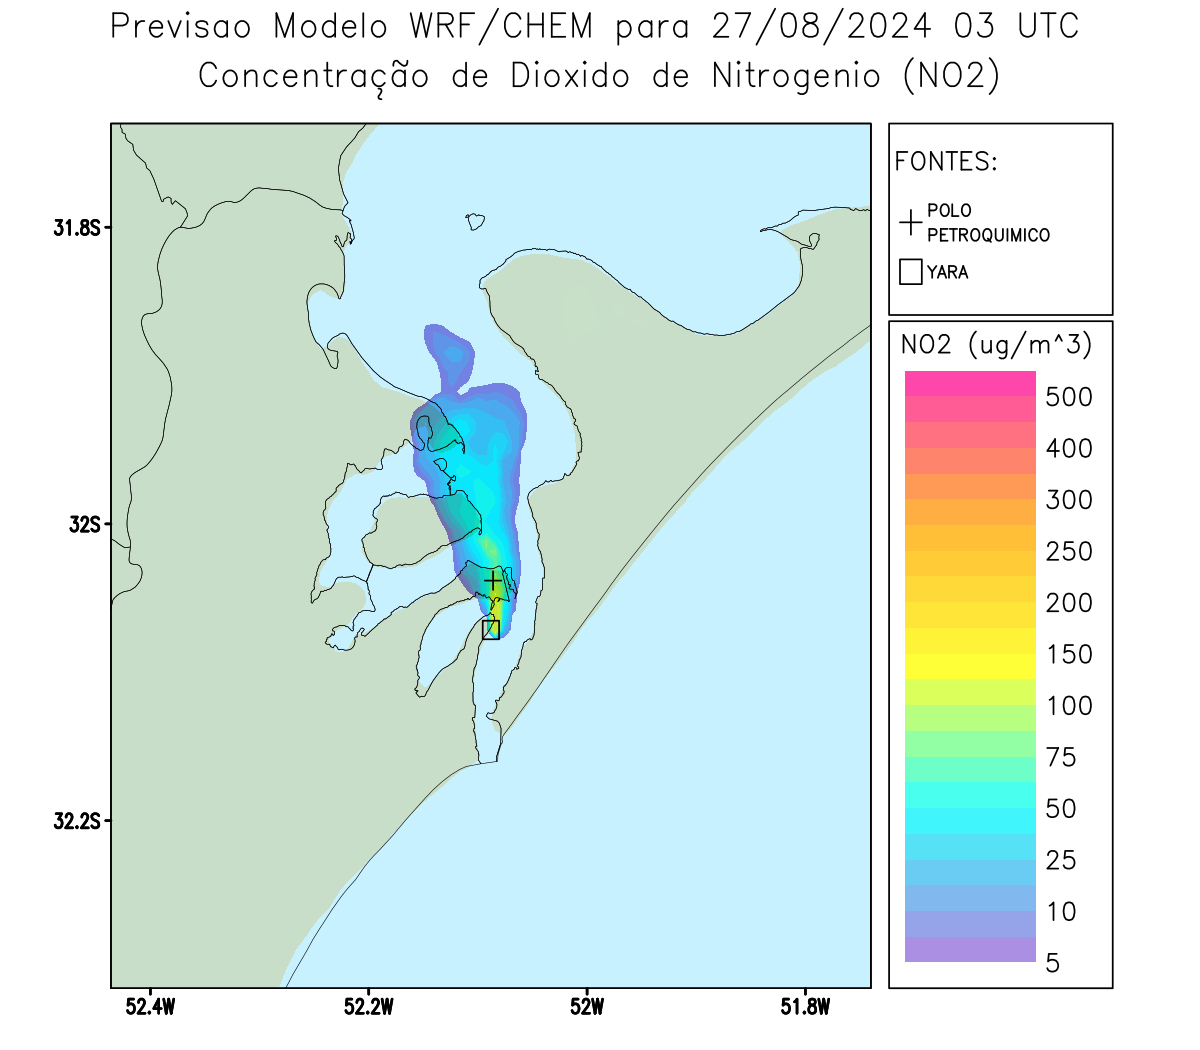 Previsao Modelo WRF/CHEM para 27/08/2024 03 UTC
Concentração de Dioxido de Nitrogenio (NO2)
FONTES:
POLO
PETROQUIMICO
YARA
NO2 (ug/m^3)
500
400
300
250
200
150
100
75
50
25
10
5
31.8S
32S
32.2S
52.4W
52.2W
52W
51.8W